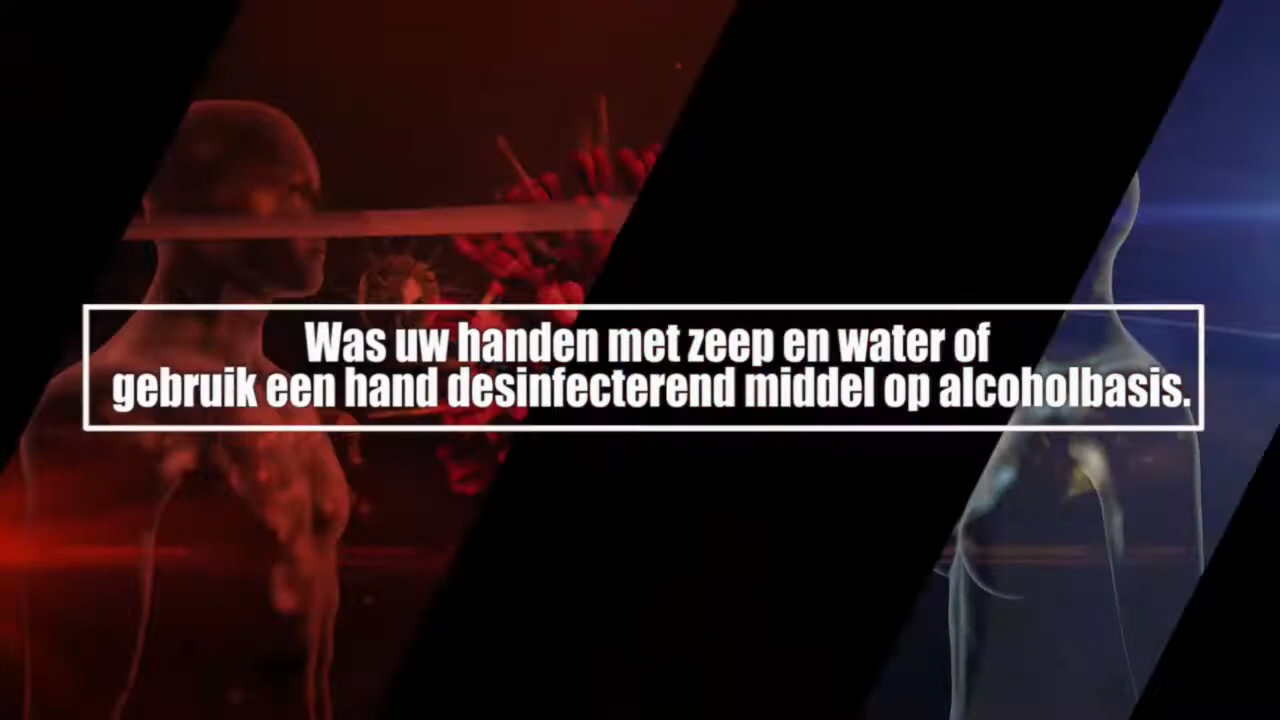 Was uw handen met zeep en water of
gebruik een hand desinfecterend middel op alcoholbasis.